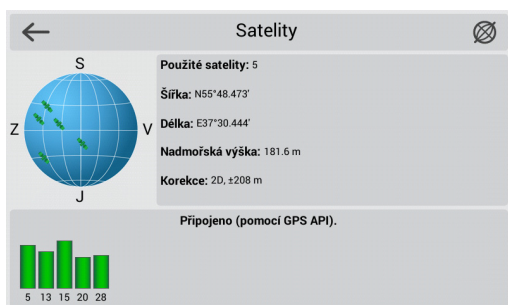 Satelity
S
Z
V
J
Použité satelity: 5
Šířka: N55°48.473'
Délka: E37°30.444'
Nadmořská výška: 181.6 m
Korekce: 2D, ±208 m
Připojeno (pomocí GPS API).
5 13 15 20 28